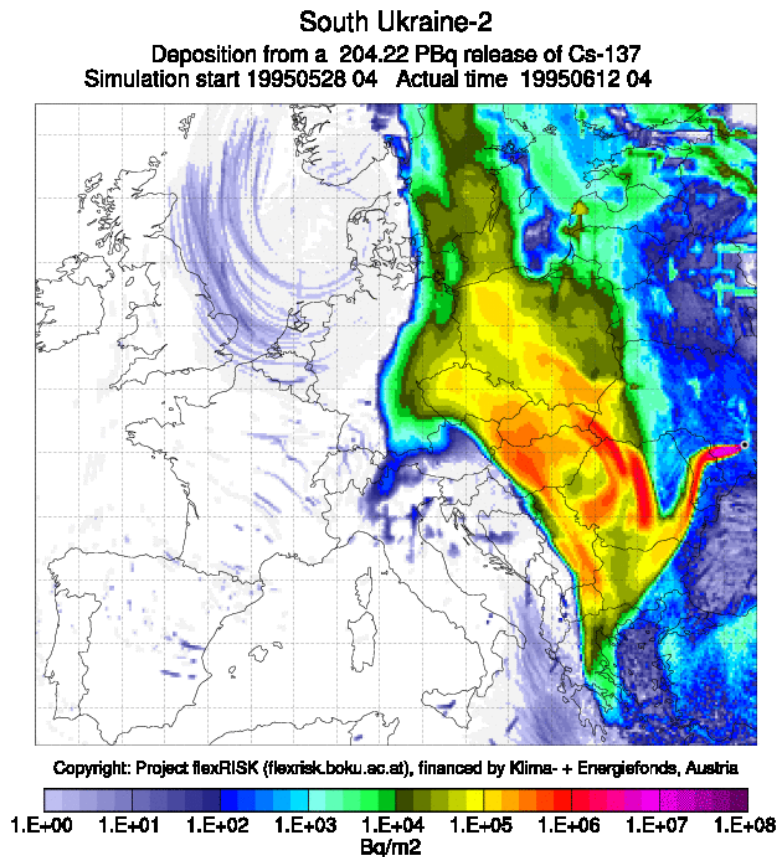 South Ukraine-2
Deposition from a 204.22 PBq release of Cs-137
Simulation start 19950528 04 Actual time 19950612 04
Copyright: Project flexRISK (flexrisk.boku.ac.at), financed by Klima- + Energiefonds, Austria
1.E+00 1.E+01 1.E+02 1.E+03 1.E+04 1.E+05 1.E+06 1.E+07 1.E+08
Bq/m2